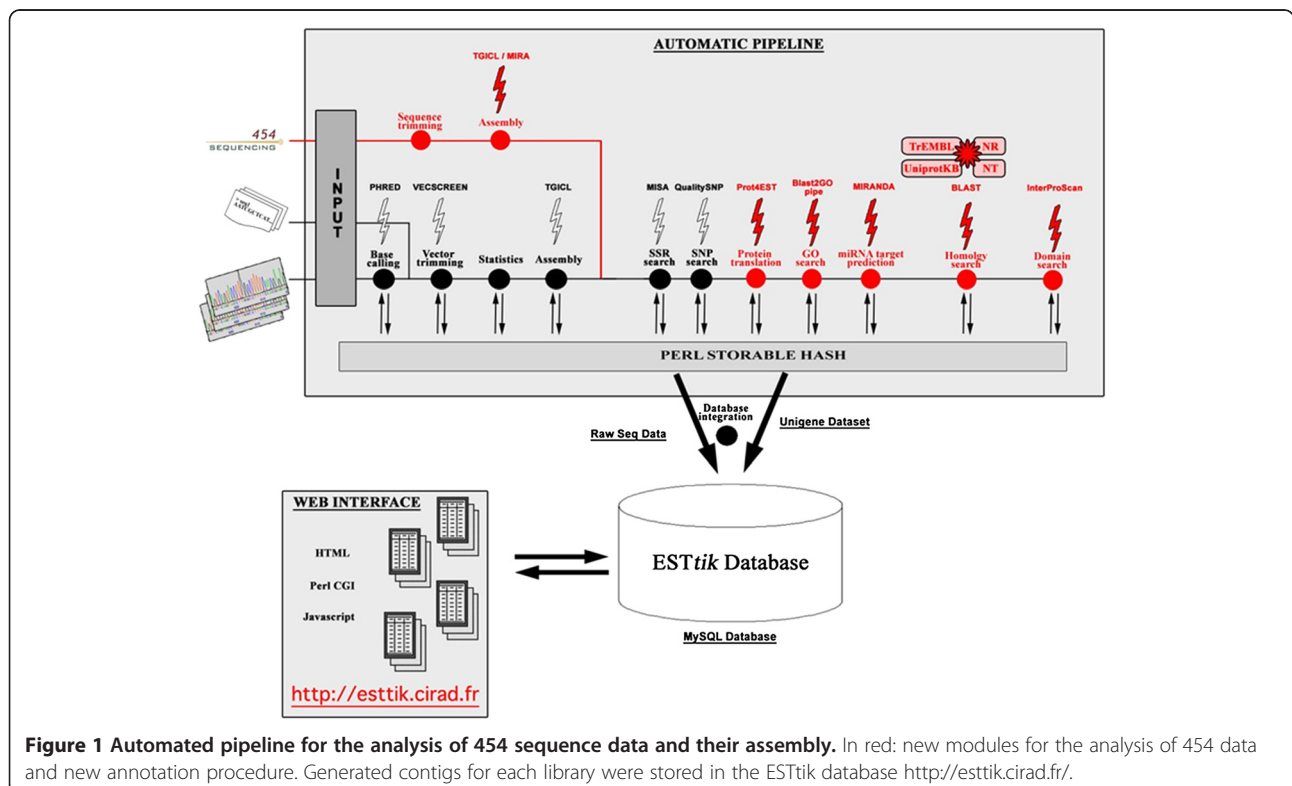 AUTOMATIC PIPELINE
TGICL / MIRA
Sequence
trimming
Assembly
454
SEQUENCING
INPUT
TrEMBL
NR
UniprotKB
NT
PHRED
VECSCREEN
TGICL
MISA
QualitySNP
Prot4EST
Blast2GO
pipe
MIRANDA
BLAST
InterProScan
Base
calling
Vector
trimming
Statistics
Assembly
SSR
search
SNP
search
Protein
translation
GO
search
miRNA target
prediction
Homolgy
search
Domain
search
PERL STORABLE HASH
Database
integration
Raw Seq Data
Unigene Dataset
WEB INTERFACE
HTML
Perl CGI
Javascript
http://esttik.cirad.fr
ESTtik Database
MySQL Database
Figure 1 Automated pipeline for the analysis of 454 sequence data and their assembly. In red: new modules for the analysis of 454 data
and new annotation procedure. Generated contigs for each library were stored in the ESTtik database http://esttik.cirad.fr/.